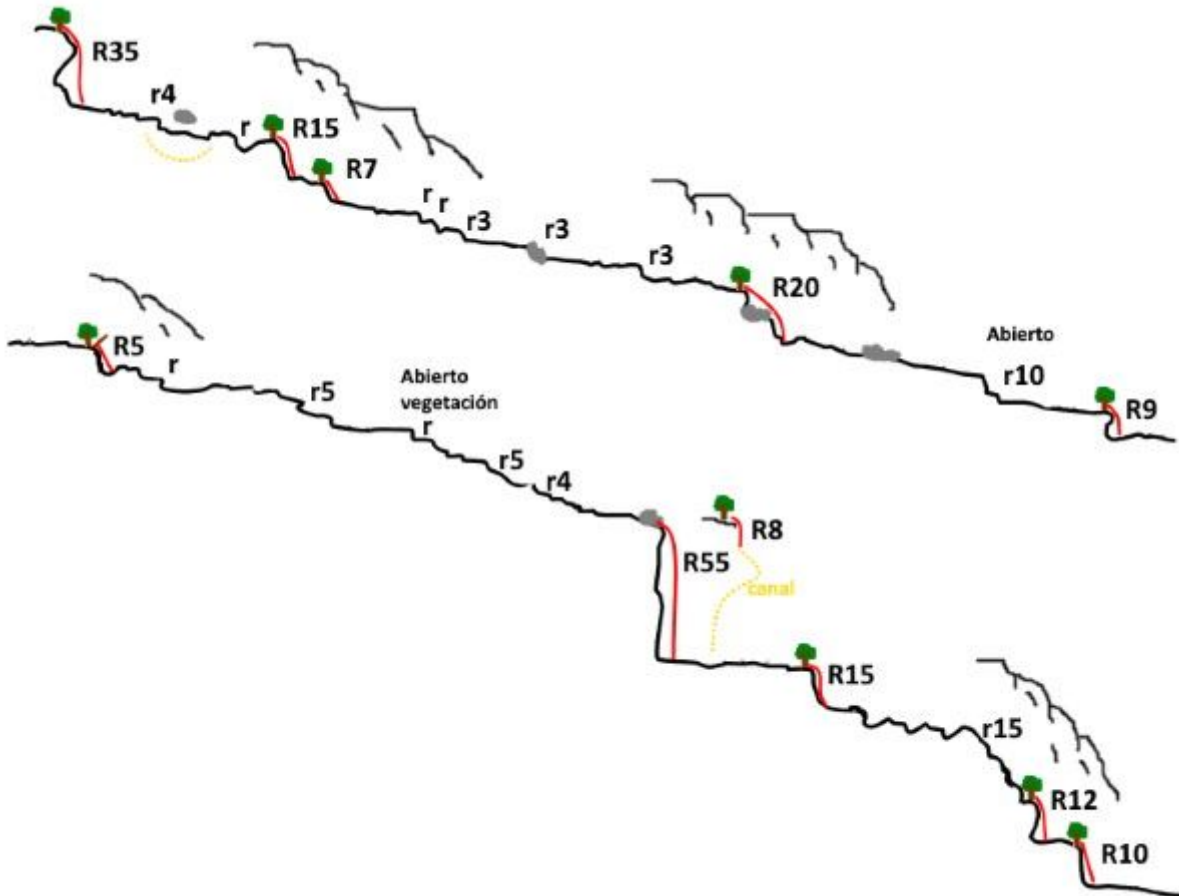 R35
r4
r
R15
R7
r
r
r3
r3
r3
R20
Abierto
r10
R9
R5
r
r5
Abierto
vegetación
r
r5
r4
R8
R55
canal
R15
r15
R12
R10